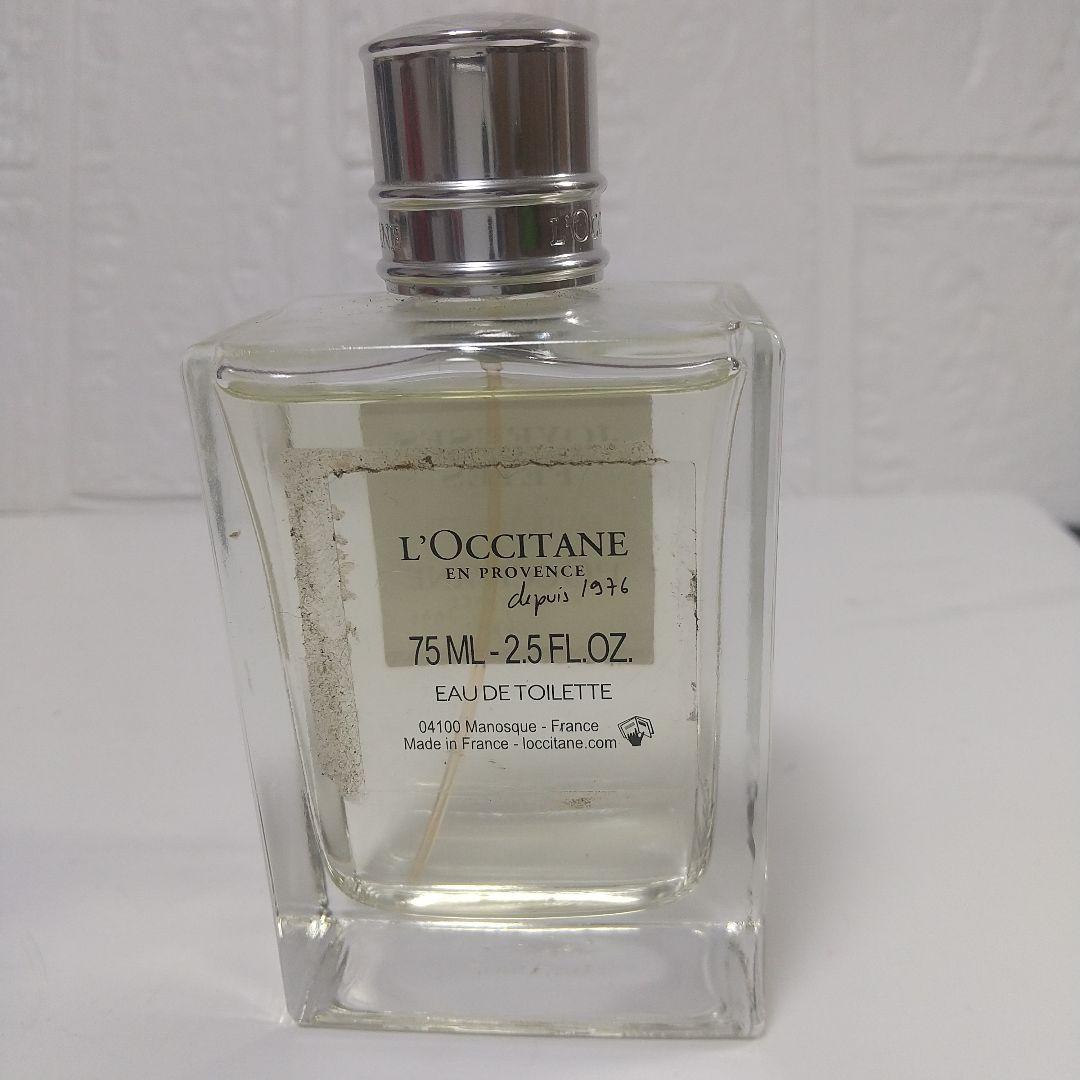 L'OCCITANE
EN PROVENCE
depuis 1976
75 ML - 2.5 FL.OZ.
EAU DE TOILETTE
04100 Manosque - France
Made in France - loccitane.com